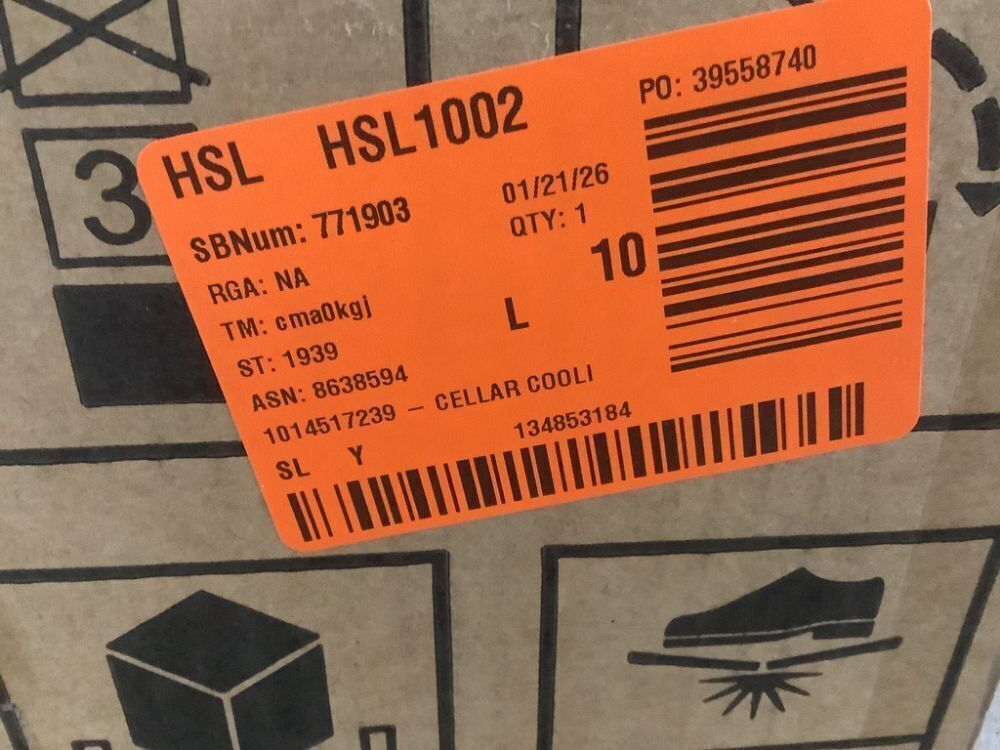 3
HSL HSL1002
PO: 39558740
SBNum: 771903
01/21/26
RGA: NA
QTY: 1
TM: cma0kgj
10
ST: 1939
L
ASN: 8638594
1014517239 – CELLAR COOLI
SL Y
134853184